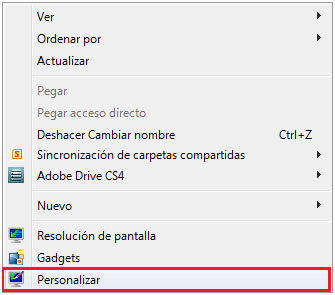 Ver
Ordenar por
Actualizar
Pegar
Pegar acceso directo
Deshacer Cambiar nombre Ctrl+Z
Sincronización de carpetas compartidas
Adobe Drive CS4
Nuevo
Resolución de pantalla
Gadgets
Personalizar